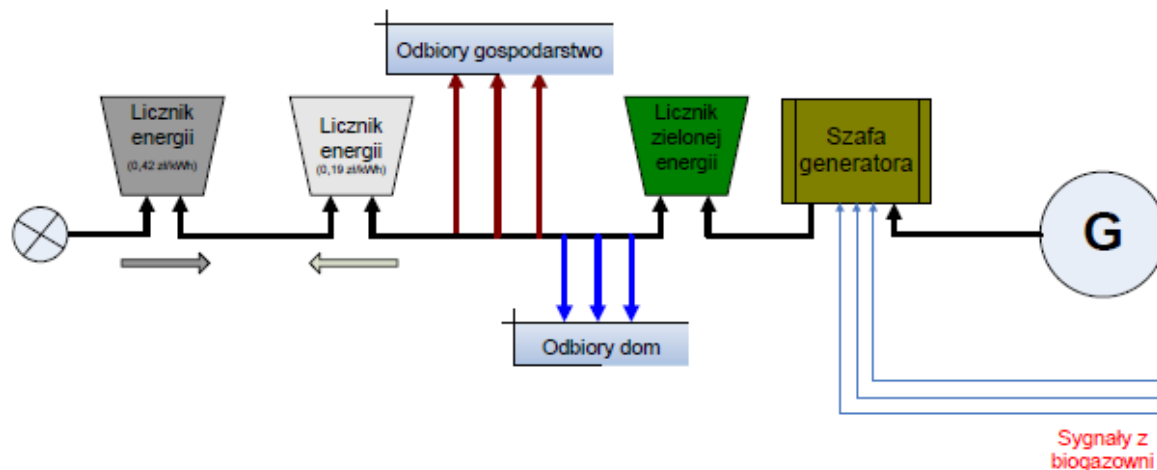 Odbiory gospodarstwo
Licznik
energii
(0,42 zł/kWh)
Licznik
energii
(0,19 zł/kWh)
Licznik
zielonej
energii
Szafa
generatora
G
Odbiory dom
Sygnały z
biogazowni